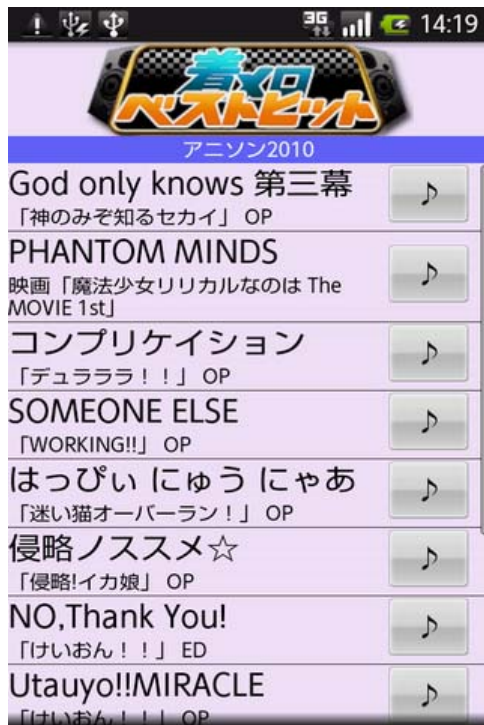 3G 14:19
着メロ
ベストヒット
アニソン2010
God only knows 第三幕
「神のみぞ知るセカイ」 OP
PHANTOM MINDS
映画「魔法少女リリカルなのは The
MOVIE 1st」
コンプリケイション
「デュラララ！！」 OP
SOMEONE ELSE
「WORKING!!」 OP
はっぴぃ にゅう にゃあ
「迷い猫オーバーラン！」 OP
侵略ノススメ☆
「侵略!イカ娘」 OP
NO,Thank You!
「けいおん！！」 ED
Utauyo!!MIRACLE
「けいおん！！」 OP